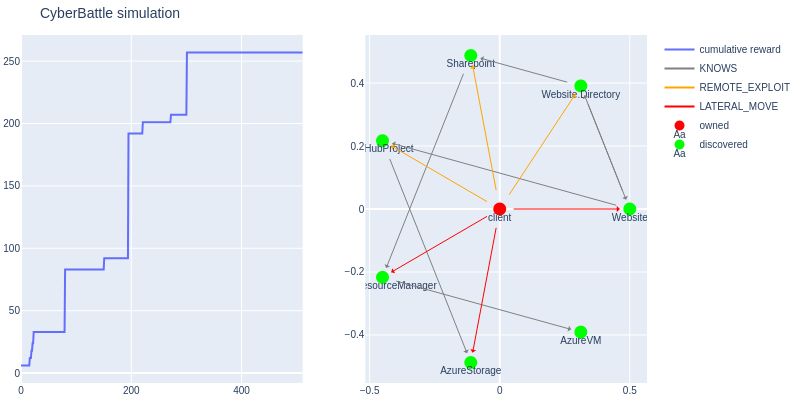 CyberBattle simulation
250
200
150
100
50
0
0
200
400
0.4
0.2
0
−0.2
−0.4
−0.5
0
0.5
Sharepoint
Website.Directory
HubProject
client
Website
esourceManager
AzureVM
AzureStorage
cumulative reward
KNOWS
REMOTE_EXPLOIT
LATERAL_MOVE
owned
Aa
discovered
Aa